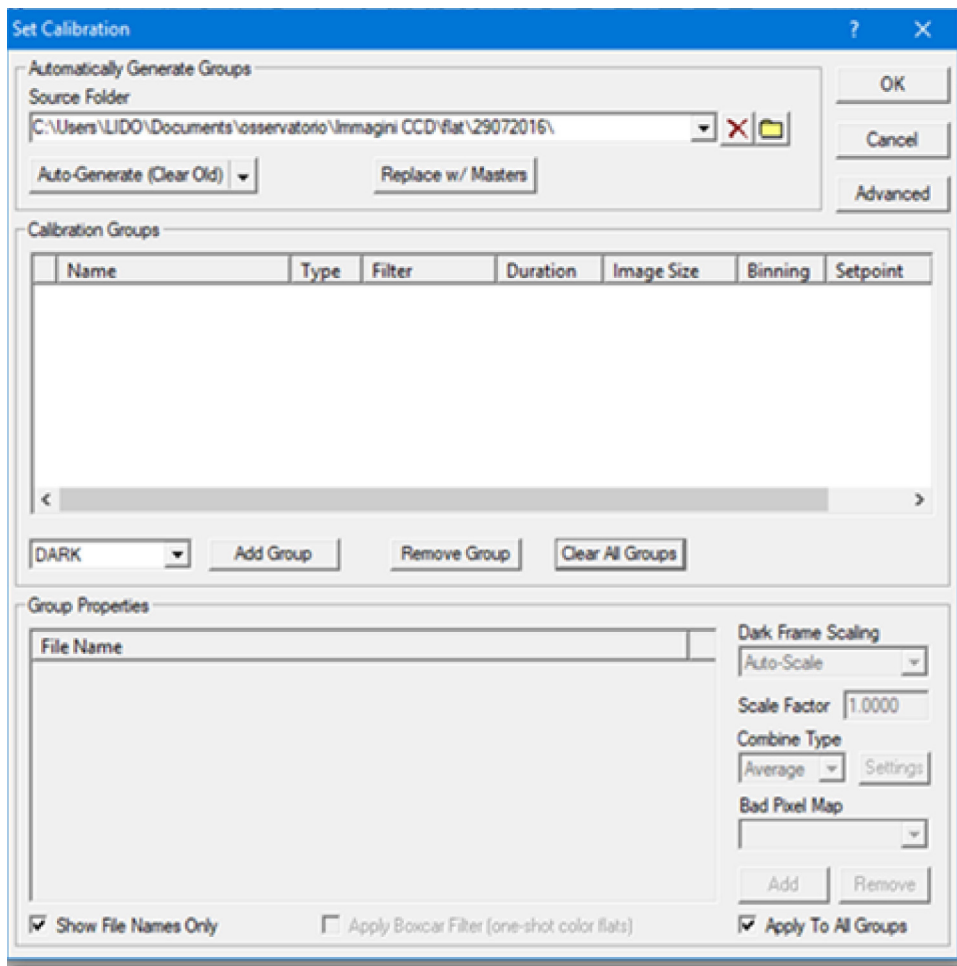 Set Calibration
Automatically Generate Groups
OK
Source Folder
C:\Users\LIDO\Documents\osservatorio\Immagini CCD\flat\29072016\
Cancel
Auto-Generate (Clear Old) Replace w/ Masters
Advanced
Calibration Groups
Name Type Filter Duration Image Size Binning Setpoint
DARK Add Group Remove Group Clear All Groups
Group Properties
File Name
Dark Frame Scaling
Auto-Scale
Scale Factor 1.0000
Combine Type
Average Settings
Bad Pixel Map
Add Remove
Show File Names Only Apply Boxcar Filter (one-shot color flats) Apply To All Groups